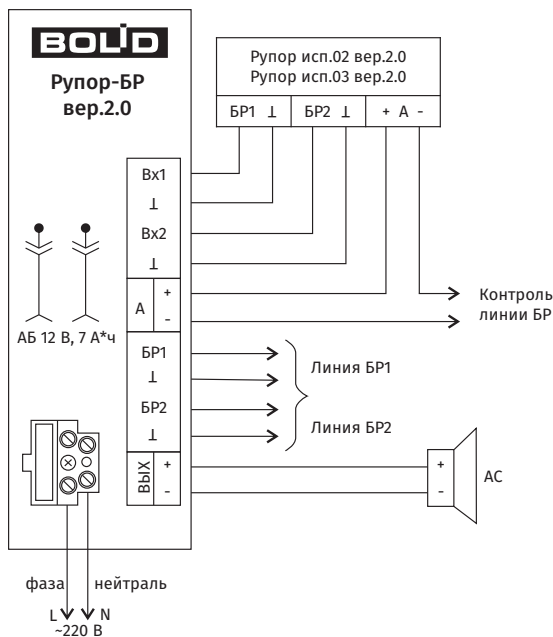 BOLID
Рупор-БР
вер.2.0
Рупор исп.02 вер.2.0
Рупор исп.03 вер.2.0
БР1 ⊥ БР2 ⊥ + А -
Вх1
⊥
Вх2
⊥
А + -
АБ 12 В, 7 А*ч
Контроль
линии БР
БР1
⊥
БР2
⊥
Линия БР1
Линия БР2
ВЫХ + -
+ -
АС
фаза нейтраль
L N
~220 В